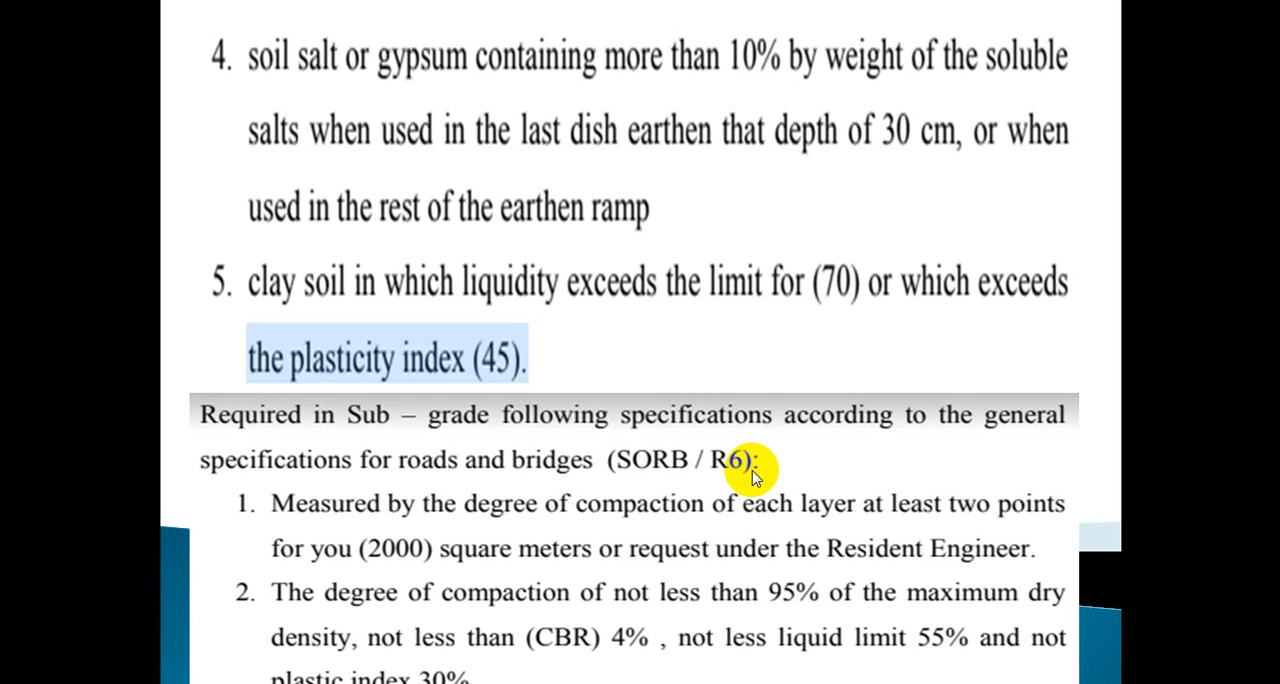 4. soil salt or gypsum containing more than 10% by weight of the soluble
salts when used in the last dish earthen that depth of 30 cm, or when
used in the rest of the earthen ramp
5. clay soil in which liquidity exceeds the limit for (70) or which exceeds
the plasticity index (45).
Required in Sub – grade following specifications according to the general
specifications for roads and bridges (SORB / R6):
1. Measured by the degree of compaction of each layer at least two points
for you (2000) square meters or request under the Resident Engineer.
2. The degree of compaction of not less than 95% of the maximum dry
density, not less than (CBR) 4% , not less liquid limit 55% and not
plastic index 30%